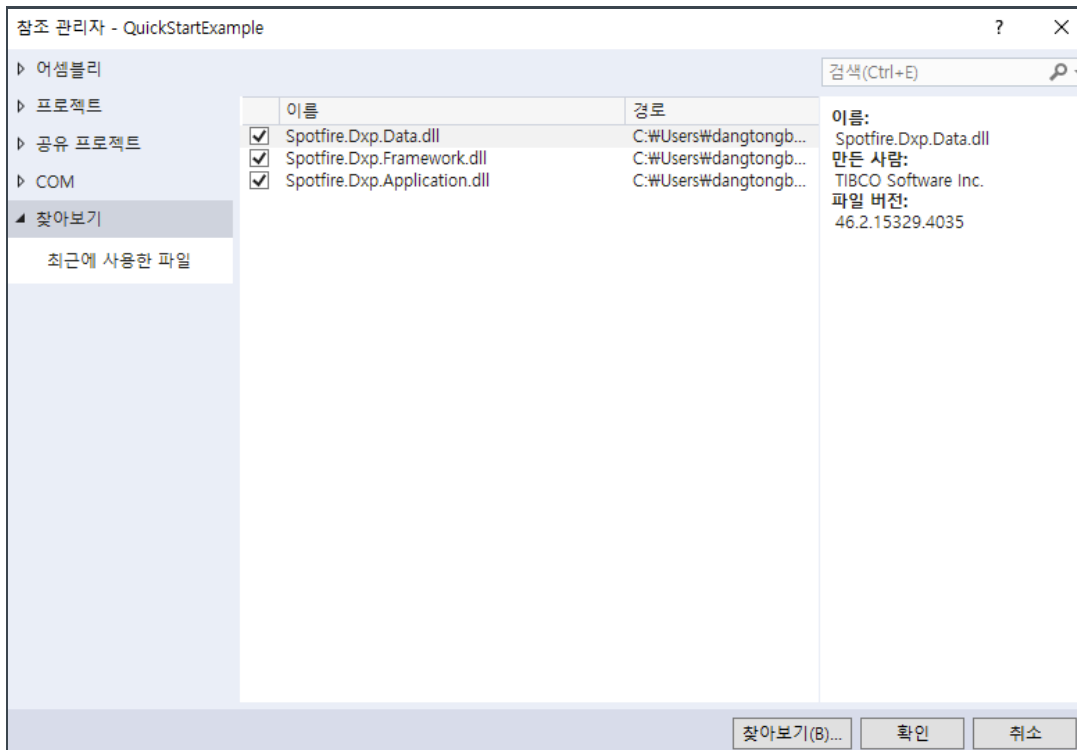 참조 관리자 - QuickStartExample
?
어셈블리
프로젝트
공유 프로젝트
COM
찾아보기
최근에 사용한 파일
이름 경로
Spotfire.Dxp.Data.dll C:₩Users₩dangtongb...
Spotfire.Dxp.Framework.dll C:₩Users₩dangtongb...
Spotfire.Dxp.Application.dll C:₩Users₩dangtongb...
검색(Ctrl+E)
이름:
Spotfire.Dxp.Data.dll
만든 사람:
TIBCO Software Inc.
파일 버전:
46.2.15329.4035
찾아보기(B)... 확인 취소